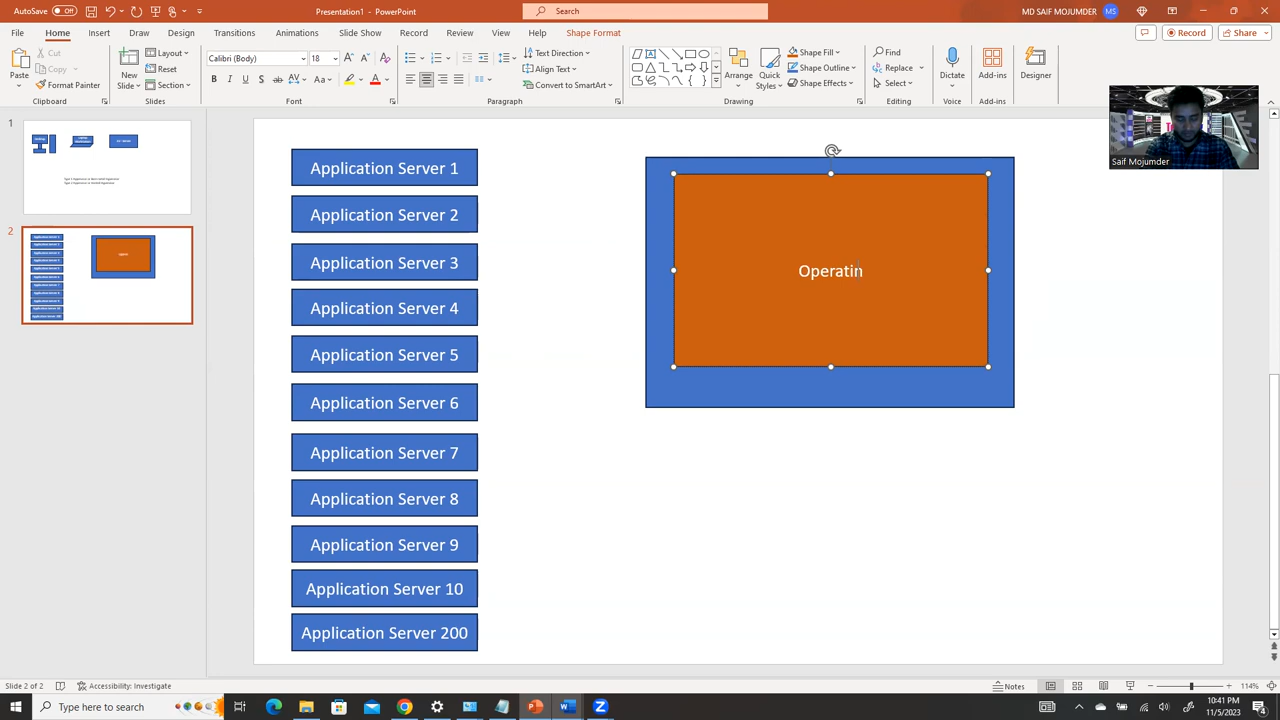 AutoSave Off
Presentation1 - PowerPoint
Search
MD SAIF MOJUMDER MS
File Home Insert Draw Design Transitions Animations Slide Show Record Review View Help Shape Format
Record Share
Paste
Cut
Copy
Format Painter
Clipboard
New Slide
Layout
Reset
Section
Slides
Calibri (Body) 18
Font
Text Direction
Align Text
Convert to SmartArt
Paragraph
Arrange
Quick Styles
Shape Fill
Shape Outline
Shape Effects
Drawing
Find
Replace
Select
Editing
Dictate
Voice
Add-ins
Add-ins
Designer
Saif Mojumder
1
2
Application Server 1
Application Server 2
Application Server 3
Application Server 4
Application Server 5
Application Server 6
Application Server 7
Application Server 8
Application Server 9
Application Server 10
Application Server 200
Operatin
Slide 2 of 2
Accessibility: Investigate
Notes
114%
Type here to search
10:41 PM
11/5/2023